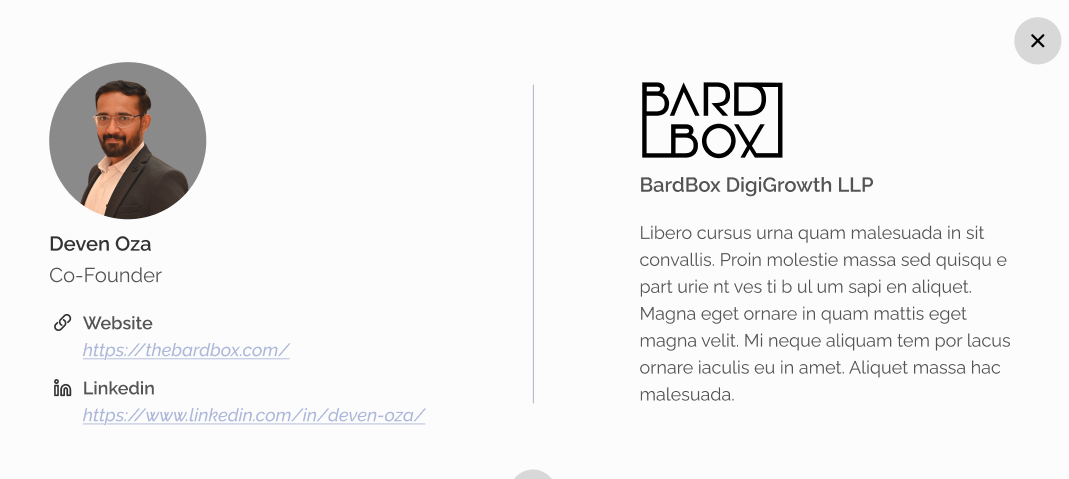 Deven Oza
Co-Founder
Website
https://thebardbox.com/
Linkedin
https://www.linkedin.com/in/deven-oza/
BARD
BOX
BardBox DigiGrowth LLP
Libero cursus urna quam malesuada in sit
convallis. Proin molestie massa sed quisqu e
part urie nt ves ti b ul um sapi en aliquet.
Magna eget ornare in quam mattis eget
magna velit. Mi neque aliquam tem por lacus
ornare iaculis eu in amet. Aliquet massa hac
malesuada.